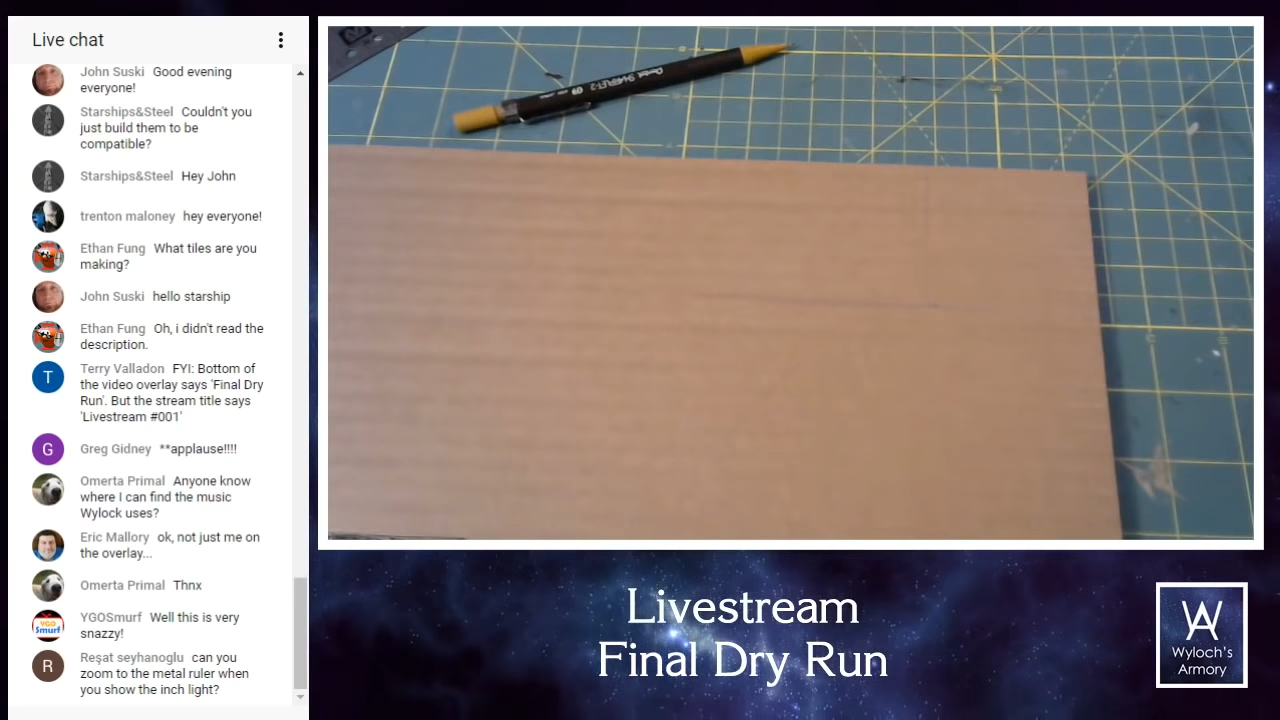 Live chat
John Suski Good evening
everyone!
Starships&Steel Couldn't you
just build them to be
compatible?
Starships&Steel Hey John
trenton maloney hey everyone!
Ethan Fung What tiles are you
making?
John Suski hello starship
Ethan Fung Oh, i didn't read the
description.
T
Terry Valladon FYI: Bottom of
the video overlay says 'Final Dry
Run'. But the stream title says
'Livestream #001'
G
Greg Gidney **applause!!!!
Omerta Primal Anyone know
where I can find the music
Wylock uses?
Eric Mallory ok, not just me on
the overlay...
Omerta Primal Thnx
YGO
Smurf
YGOSmurf Well this is very
snazzy!
R
Reşat seyhanoglu can you
zoom to the metal ruler when
you show the inch light?
Pentel
Livestream
Final Dry Run
WA
Wyloch's
Armory